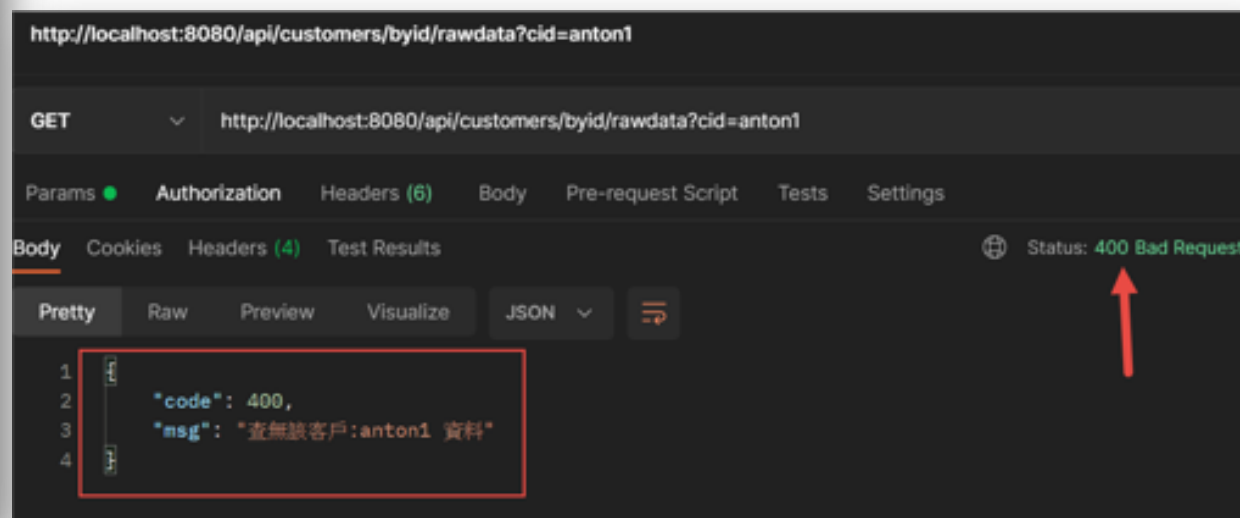 http://localhost:8080/api/customers/byid/rawdata?cid=anton1
GET http://localhost:8080/api/customers/byid/rawdata?cid=anton1
Params Authorization Headers (6) Body Pre-request Script Tests Settings
Body Cookies Headers (4) Test Results Status: 400 Bad Request
Pretty Raw Preview Visualize JSON
1 {
2 "code": 400,
3 "msg": "查無該客戶:anton1 資料"
4 }